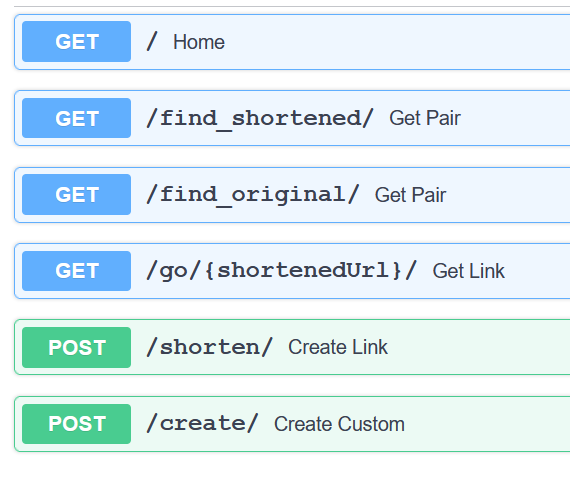 GET / Home
GET /find_shortened/ Get Pair
GET /find_original/ Get Pair
GET /go/{shortenedUrl}/ Get Link
POST /shorten/ Create Link
POST /create/ Create Custom